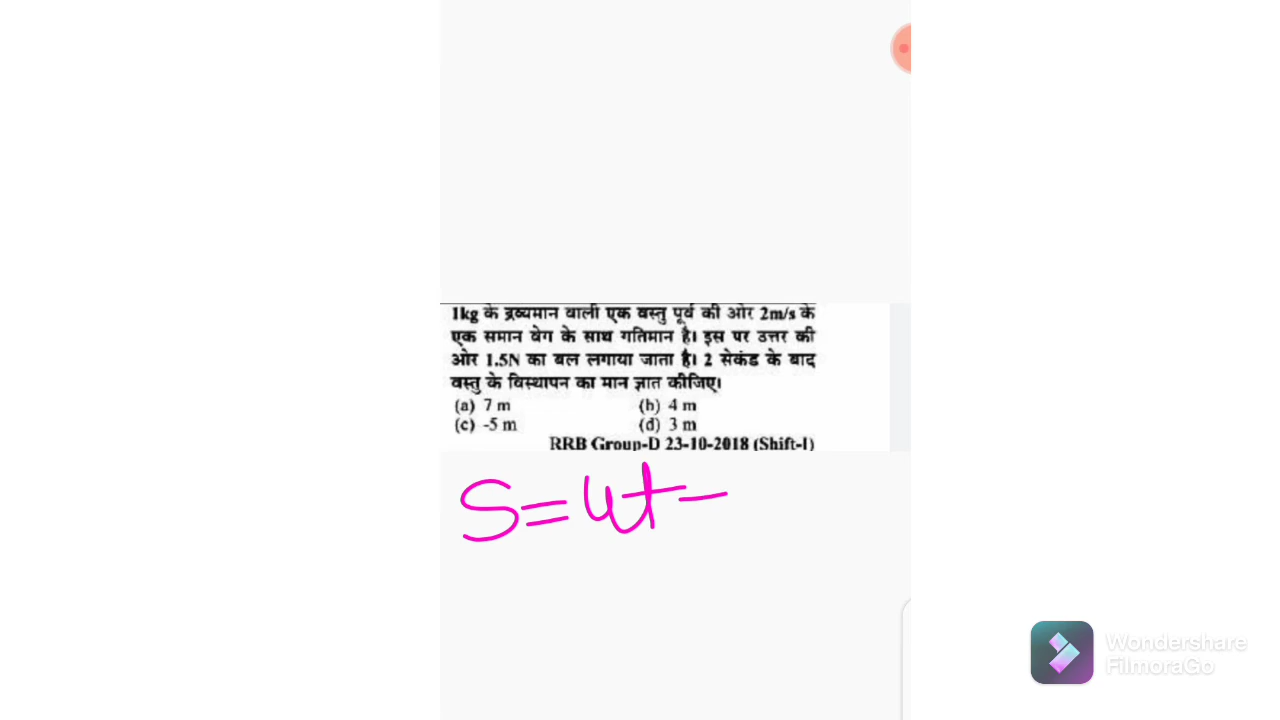 1kg के द्रव्यमान वाली एक वस्तु पूर्व की ओर 2m/s के
एक समान वेग के साथ गतिमान है। इस पर उत्तर की
ओर 1.5N का बल लगाया जाता है। 2 सेकंड के बाद
वस्तु के विस्थापन का मान ज्ञात कीजिए।
(a) 7 m (b) 4 m
(c) -5 m (d) 3 m
RRB Group-D 23-10-2018 (Shift-I)
S=ut-
Wondershare
FilmoraGo